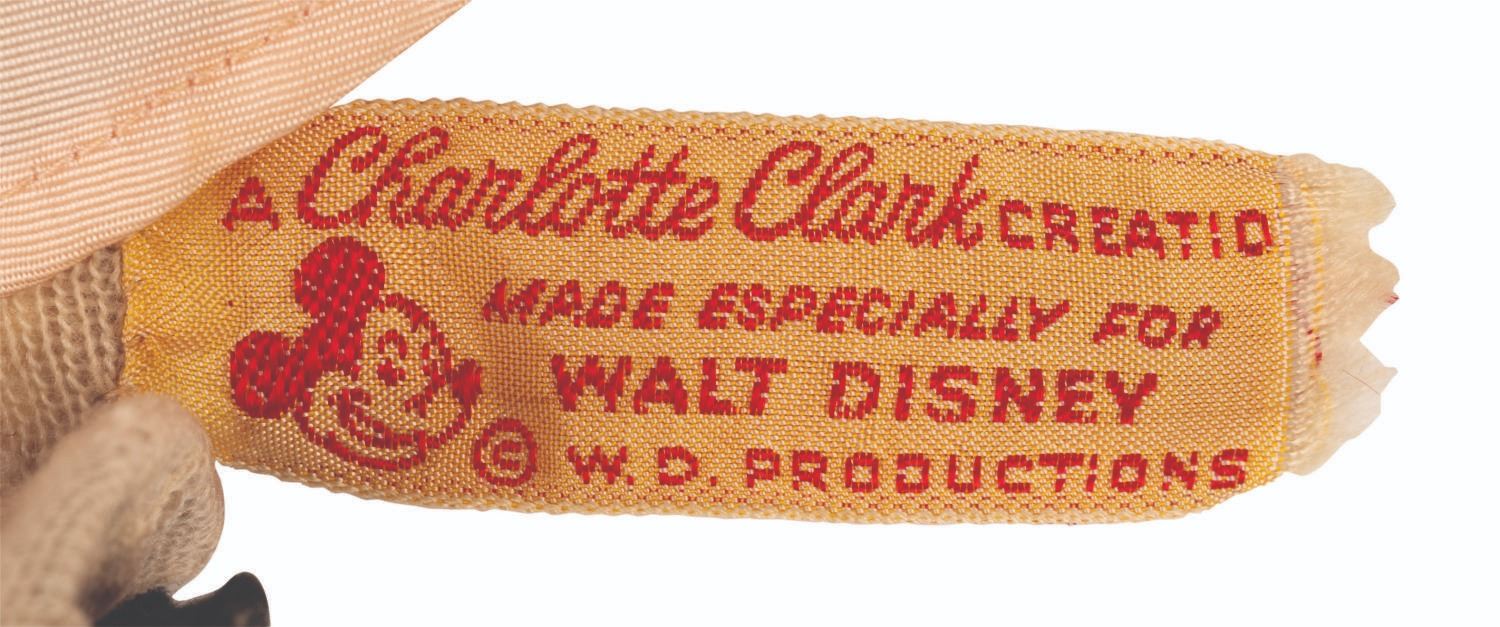 A Charlotte Clark CREATIO
MADE ESPECIALLY FOR
WALT DISNEY
© W. D. PRODUCTIONS